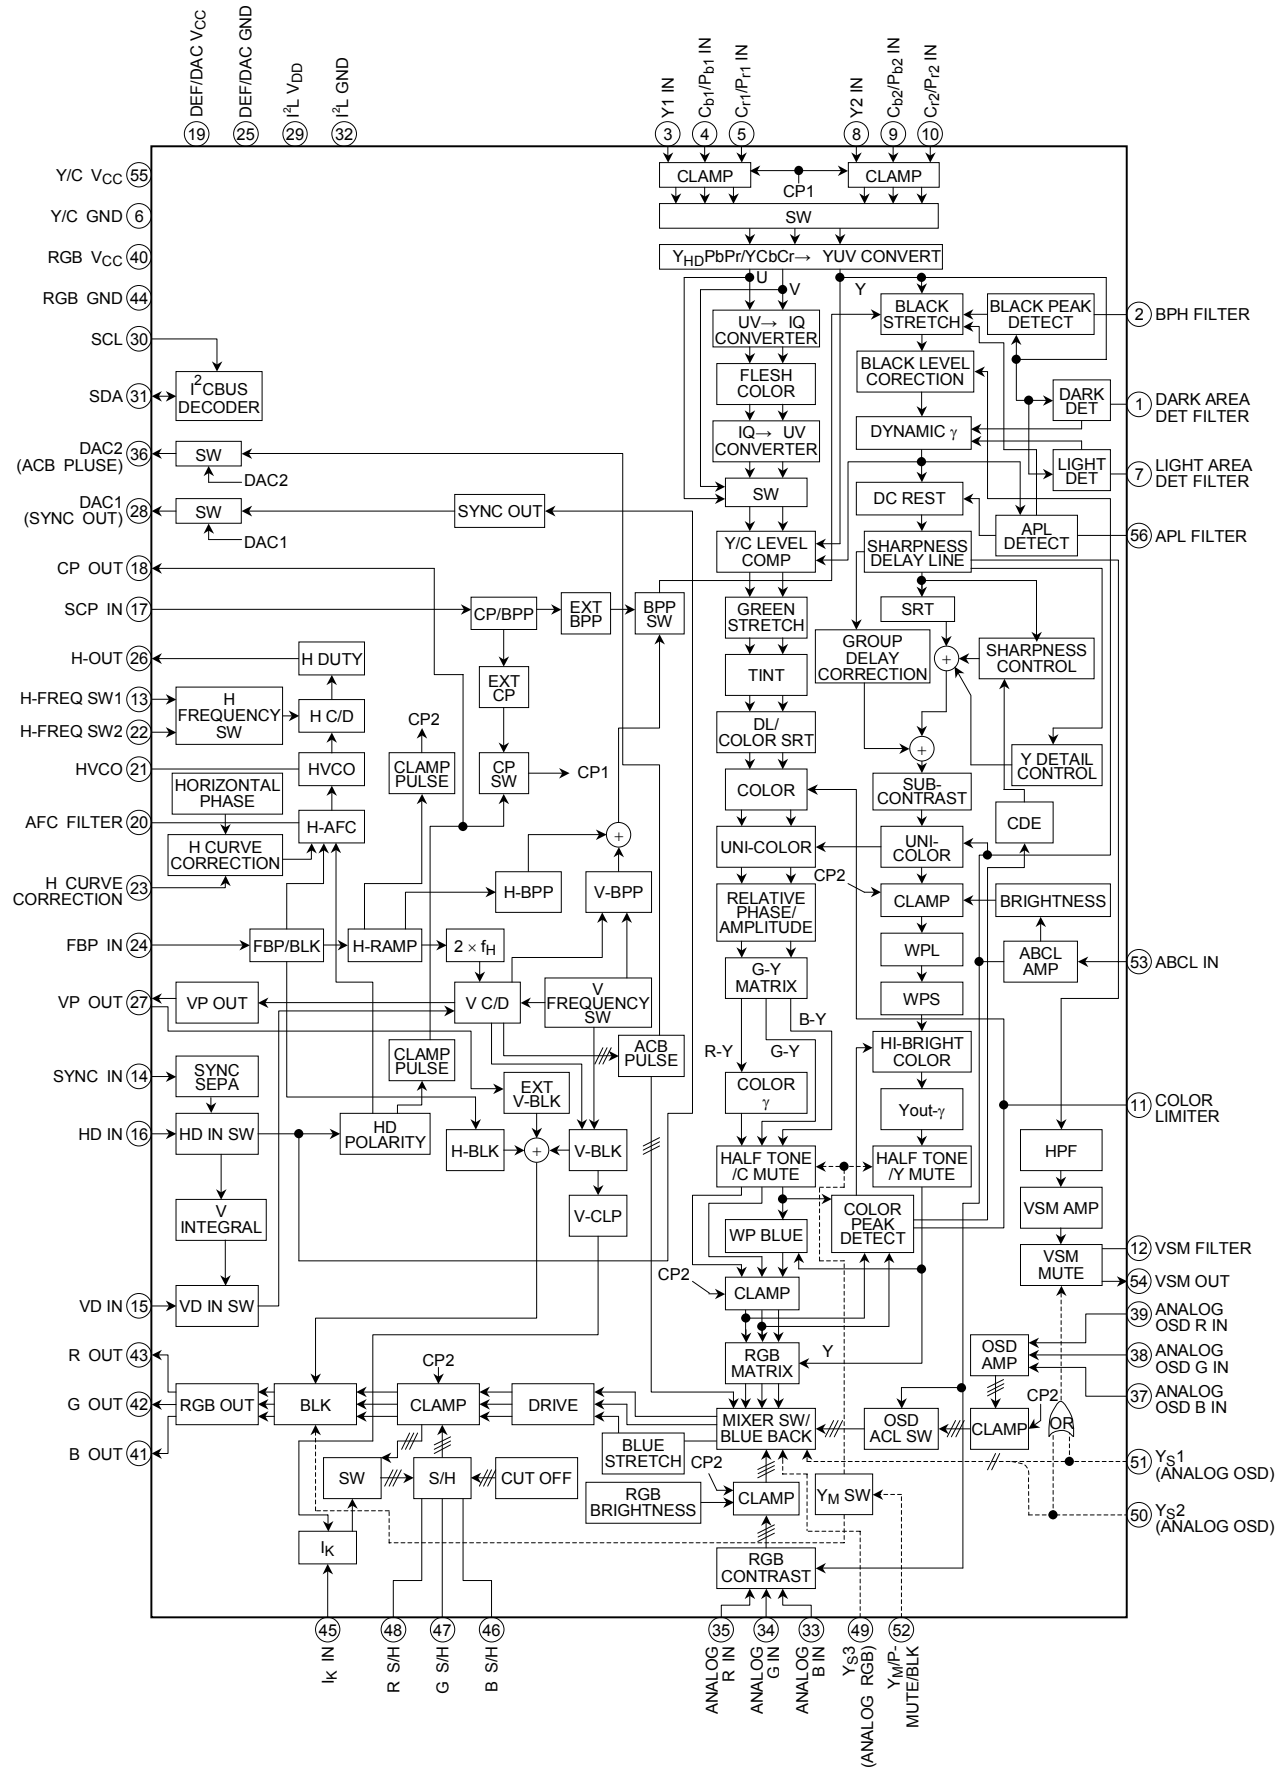 19 DEF/DAC VCC
25 DEF/DAC GND
29 I²L VDD
32 I²L GND
3 Y1 IN
4 Cb1/Pb1 IN
5 Cr1/Pr1 IN
8 Y2 IN
9 Cb2/Pb2 IN
10 Cr2/Pr2 IN
Y/C VCC 55
Y/C GND 6
RGB VCC 40
RGB GND 44
SCL 30
SDA 31
DAC2
(ACB PLUSE) 36
DAC1
(SYNC OUT) 28
CP OUT 18
SCP IN 17
H-OUT 26
H-FREQ SW1 13
H-FREQ SW2 22
HVCO 21
AFC FILTER 20
H CURVE
CORRECTION 23
FBP IN 24
VP OUT 27
SYNC IN 14
HD IN 16
VD IN 15
R OUT 43
G OUT 42
B OUT 41
I²CBUS
DECODER
SW
DAC2
SW
DAC1
SYNC OUT
CP/BPP
EXT
BPP
BPP
SW
H DUTY
H
FREQUENCY
SW
H C/D
EXT
CP
CP2
CLAMP
PULSE
CP
SW
CP1
HVCO
HORIZONTAL
PHASE
H-AFC
H CURVE
CORRECTION
+
H-BPP
V-BPP
FBP/BLK
H-RAMP
2 × fH
VP OUT
V C/D
V
FREQUENCY
SW
ACB
PULSE
CLAMP
PULSE
SYNC
SEPA
EXT
V-BLK
HD IN SW
HD
POLARITY
H-BLK
+
V-BLK
V
INTEGRAL
V-CLP
VD IN SW
CP2
RGB OUT
BLK
CLAMP
DRIVE
BLUE
STRETCH
SW
S/H
CUT OFF
IK
RGB
BRIGHTNESS
CLAMP
CP1
CLAMP
SW
YHDPbPr/YCbCr→ YUV CONVERT
U
V
Y
UV→ IQ
CONVERTER
FLESH
COLOR
IQ→ UV
CONVERTER
SW
Y/C LEVEL
COMP
GREEN
STRETCH
TINT
DL/
COLOR SRT
COLOR
UNI-COLOR
RELATIVE
PHASE/
AMPLITUDE
G-Y
MATRIX
R-Y
G-Y
B-Y
COLOR
γ
HALF TONE
/C MUTE
WP BLUE
CP2
CLAMP
RGB
MATRIX
Y
MIXER SW/
BLUE BACK
CP2
CLAMP
RGB
CONTRAST
BLACK
STRETCH
BLACK PEAK
DETECT
BLACK LEVEL
CORECTION
DARK
DET
DYNAMIC γ
LIGHT
DET
DC REST
APL
DETECT
SHARPNESS
DELAY LINE
SRT
GROUP
DELAY
CORRECTION
+
SHARPNESS
CONTROL
+
Y DETAIL
CONTROL
SUB-
CONTRAST
CDE
UNI-
COLOR
CP2
CLAMP
BRIGHTNESS
WPL
ABCL
AMP
WPS
HI-BRIGHT
COLOR
Yout-γ
HALF TONE
/Y MUTE
COLOR
PEAK
DETECT
HPF
VSM AMP
VSM
MUTE
OSD
AMP
OSD
ACL SW
CLAMP
CP2
OR
YM SW
2 BPH FILTER
1 DARK AREA
DET FILTER
7 LIGHT AREA
DET FILTER
56 APL FILTER
53 ABCL IN
11 COLOR
LIMITER
12 VSM FILTER
54 VSM OUT
39 ANALOG
OSD R IN
38 ANALOG
OSD G IN
37 ANALOG
OSD B IN
51 YS1
(ANALOG OSD)
50 YS2
(ANALOG OSD)
45 IK IN
48 R S/H
47 G S/H
46 B S/H
35 ANALOG
R IN
34 ANALOG
G IN
33 ANALOG
B IN
49 YS3
(ANALOG RGB)
52 YM/P-
MUTE/BLK